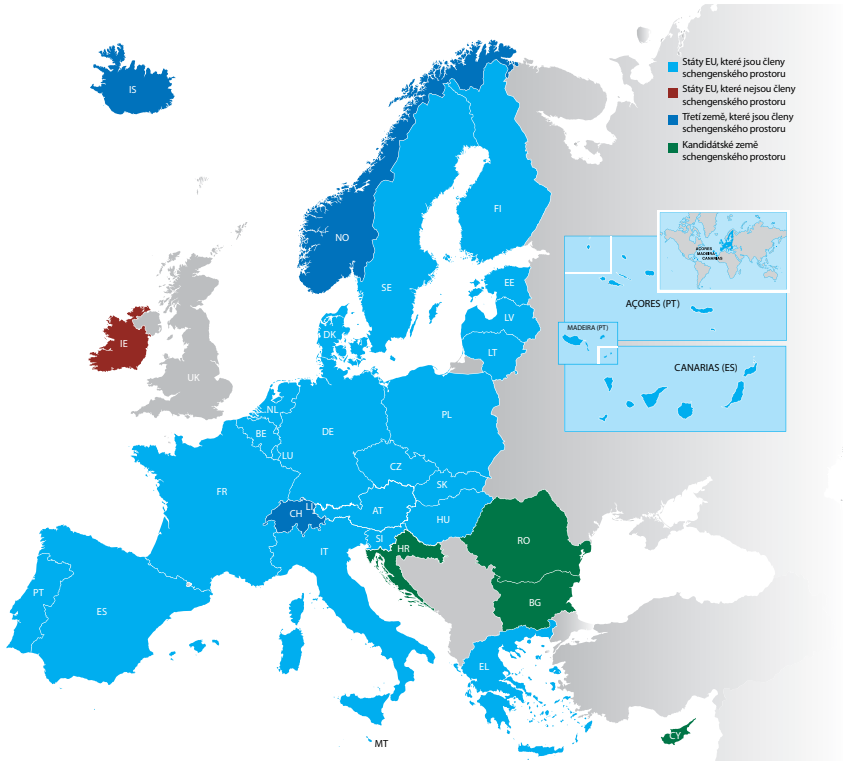 Státy EU, které jsou členy
schengenského prostoru
Státy EU, které nejsou členy
schengenského prostoru
Třetí země, které jsou členy
schengenského prostoru
Kandidátské země
schengenského prostoru
IS
NO
FI
SE
EE
LV
LT
DK
IE
UK
NL
BE
LU
DE
PL
CZ
SK
FR
CH
LI
AT
HU
SI
IT
HR
RO
BG
PT
ES
EL
MT
CY
AÇORES
MADEIRA
CANARIAS
AÇORES (PT)
MADEIRA (PT)
CANARIAS (ES)